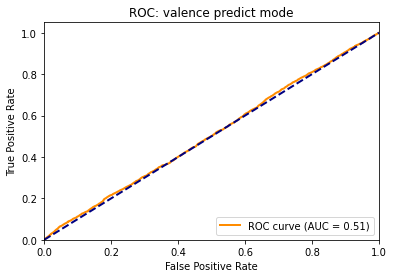 ROC: valence predict mode
True Positive Rate
1.0
0.8
0.6
0.4
0.2
0.0
ROC curve (AUC = 0.51)
0.0 0.2 0.4 0.6 0.8 1.0
False Positive Rate